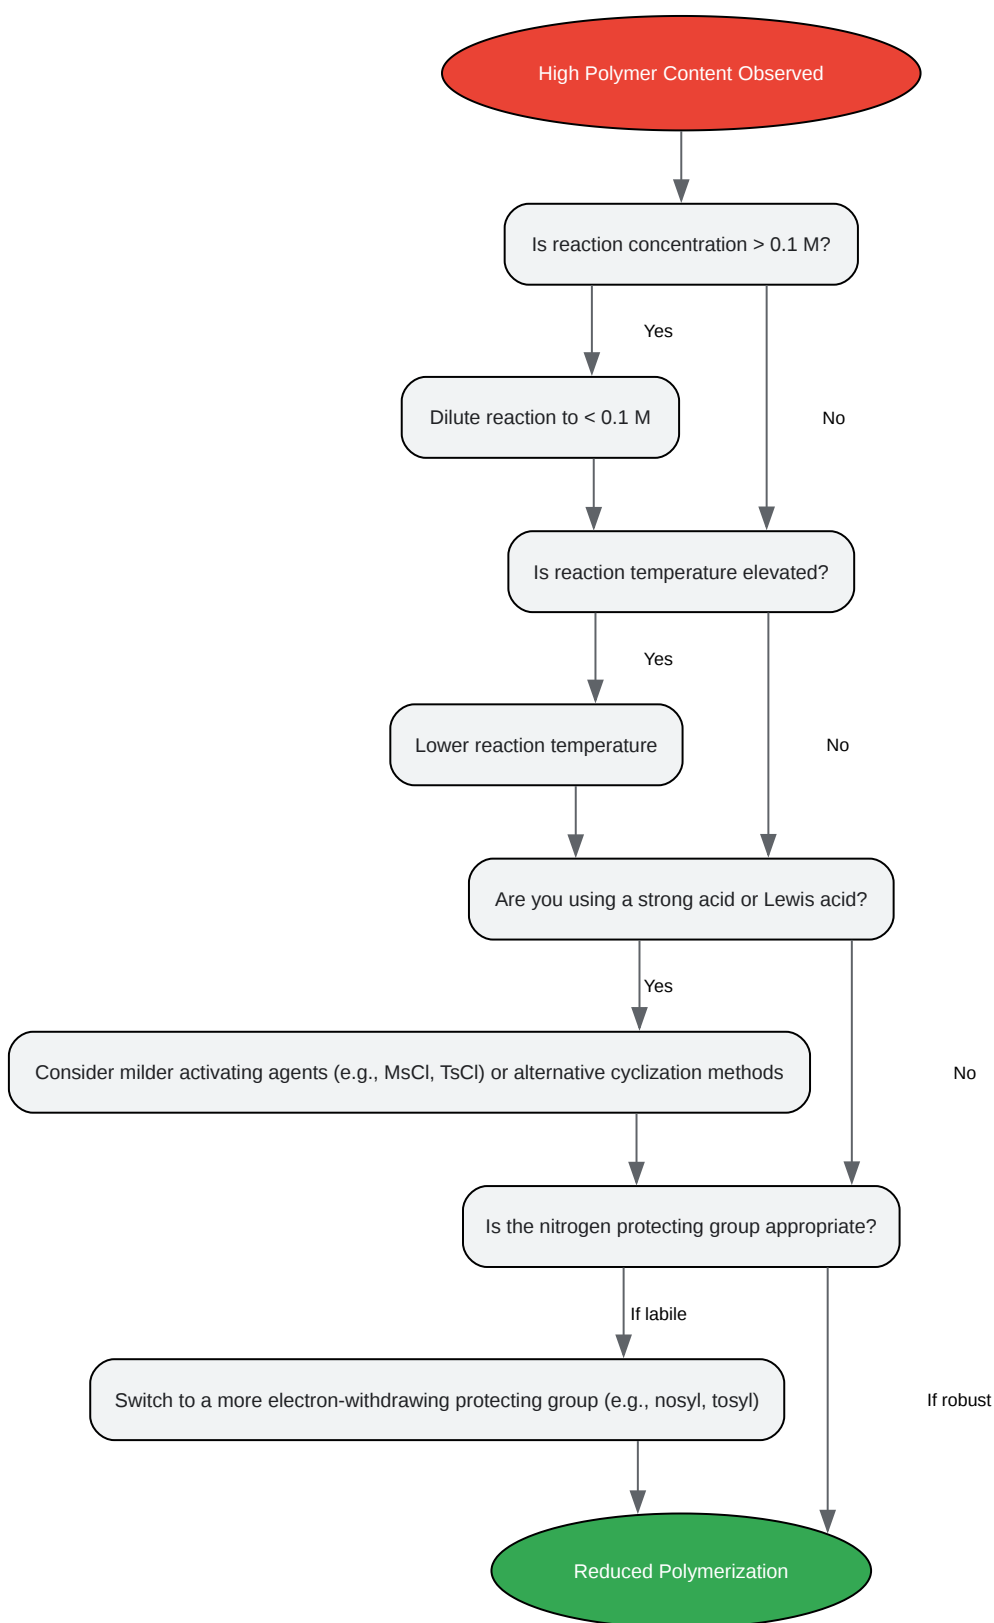 High Polymer Content Observed
Is reaction concentration > 0.1 M?
Yes
Dilute reaction to < 0.1 M
No
Is reaction temperature elevated?
Yes
Lower reaction temperature
No
Are you using a strong acid or Lewis acid?
Yes
Consider milder activating agents (e.g., MsCl, TsCl) or alternative cyclization methods
No
Is the nitrogen protecting group appropriate?
If labile
Switch to a more electron-withdrawing protecting group (e.g., nosyl, tosyl)
If robust
Reduced Polymerization